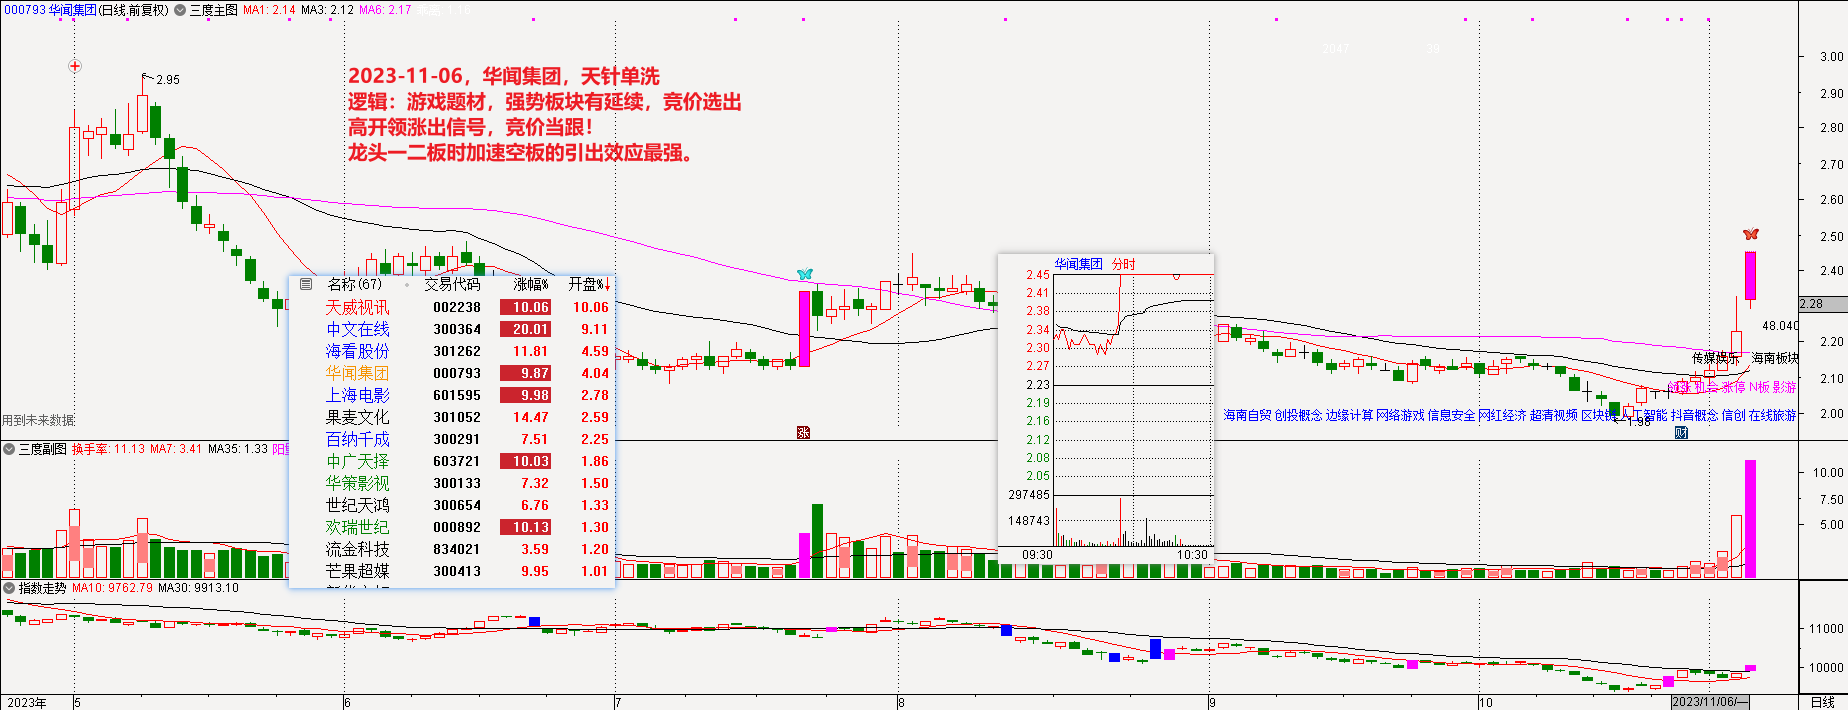 000793 华闻集团(日线.前复权) 三度主图 MA1: 2.14 MA3: 2.12 MA6: 2.17
2047 39
2.95
2023-11-06，华闻集团，天针单洗
逻辑：游戏题材，强势板块有延续，竞价选出
高开领涨出信号，竞价当跟！
龙头一二板时加速空板的引出效应最强。
3.00
2.90
2.80
2.70
2.60
2.50
2.40
2.28
2.20
2.10
2.00
48.040
传媒娱乐 海南板块
涨停 N板 影游
海南自贸 创投概念 边缘计算 网络游戏 信息安全 网红经济 超清视频 区块链 人工智能 抖音概念 信创 在线旅游
1.98
涨
财
用到未来数据
名称(67) 交易代码 涨幅% 开盘%↓
天威视讯 002238 10.06 10.06
中文在线 300364 20.01 9.11
海看股份 301262 11.81 4.59
华闻集团 000793 9.87 4.04
上海电影 601595 9.98 2.78
果麦文化 301052 14.47 2.59
百纳千成 300291 7.51 2.25
中广天择 603721 10.03 1.86
华策影视 300133 7.32 1.50
世纪天鸿 300654 6.76 1.33
欢瑞世纪 000892 10.13 1.30
流金科技 834021 3.59 1.20
芒果超媒 300413 9.95 1.01
华闻集团 分时
2.45
2.41
2.38
2.34
2.30
2.27
2.23
2.20
2.16
2.12
2.08
2.05
297485
148743
09:30 10:30
三度副图 换手率: 11.13 MA7: 3.41 MA35: 1.33
10.00
7.50
5.00
指数走势 MA10: 9762.79 MA30: 9913.10
11000
10000
2023年 5 6 7 8 9 10 2023/11/06/一 日线